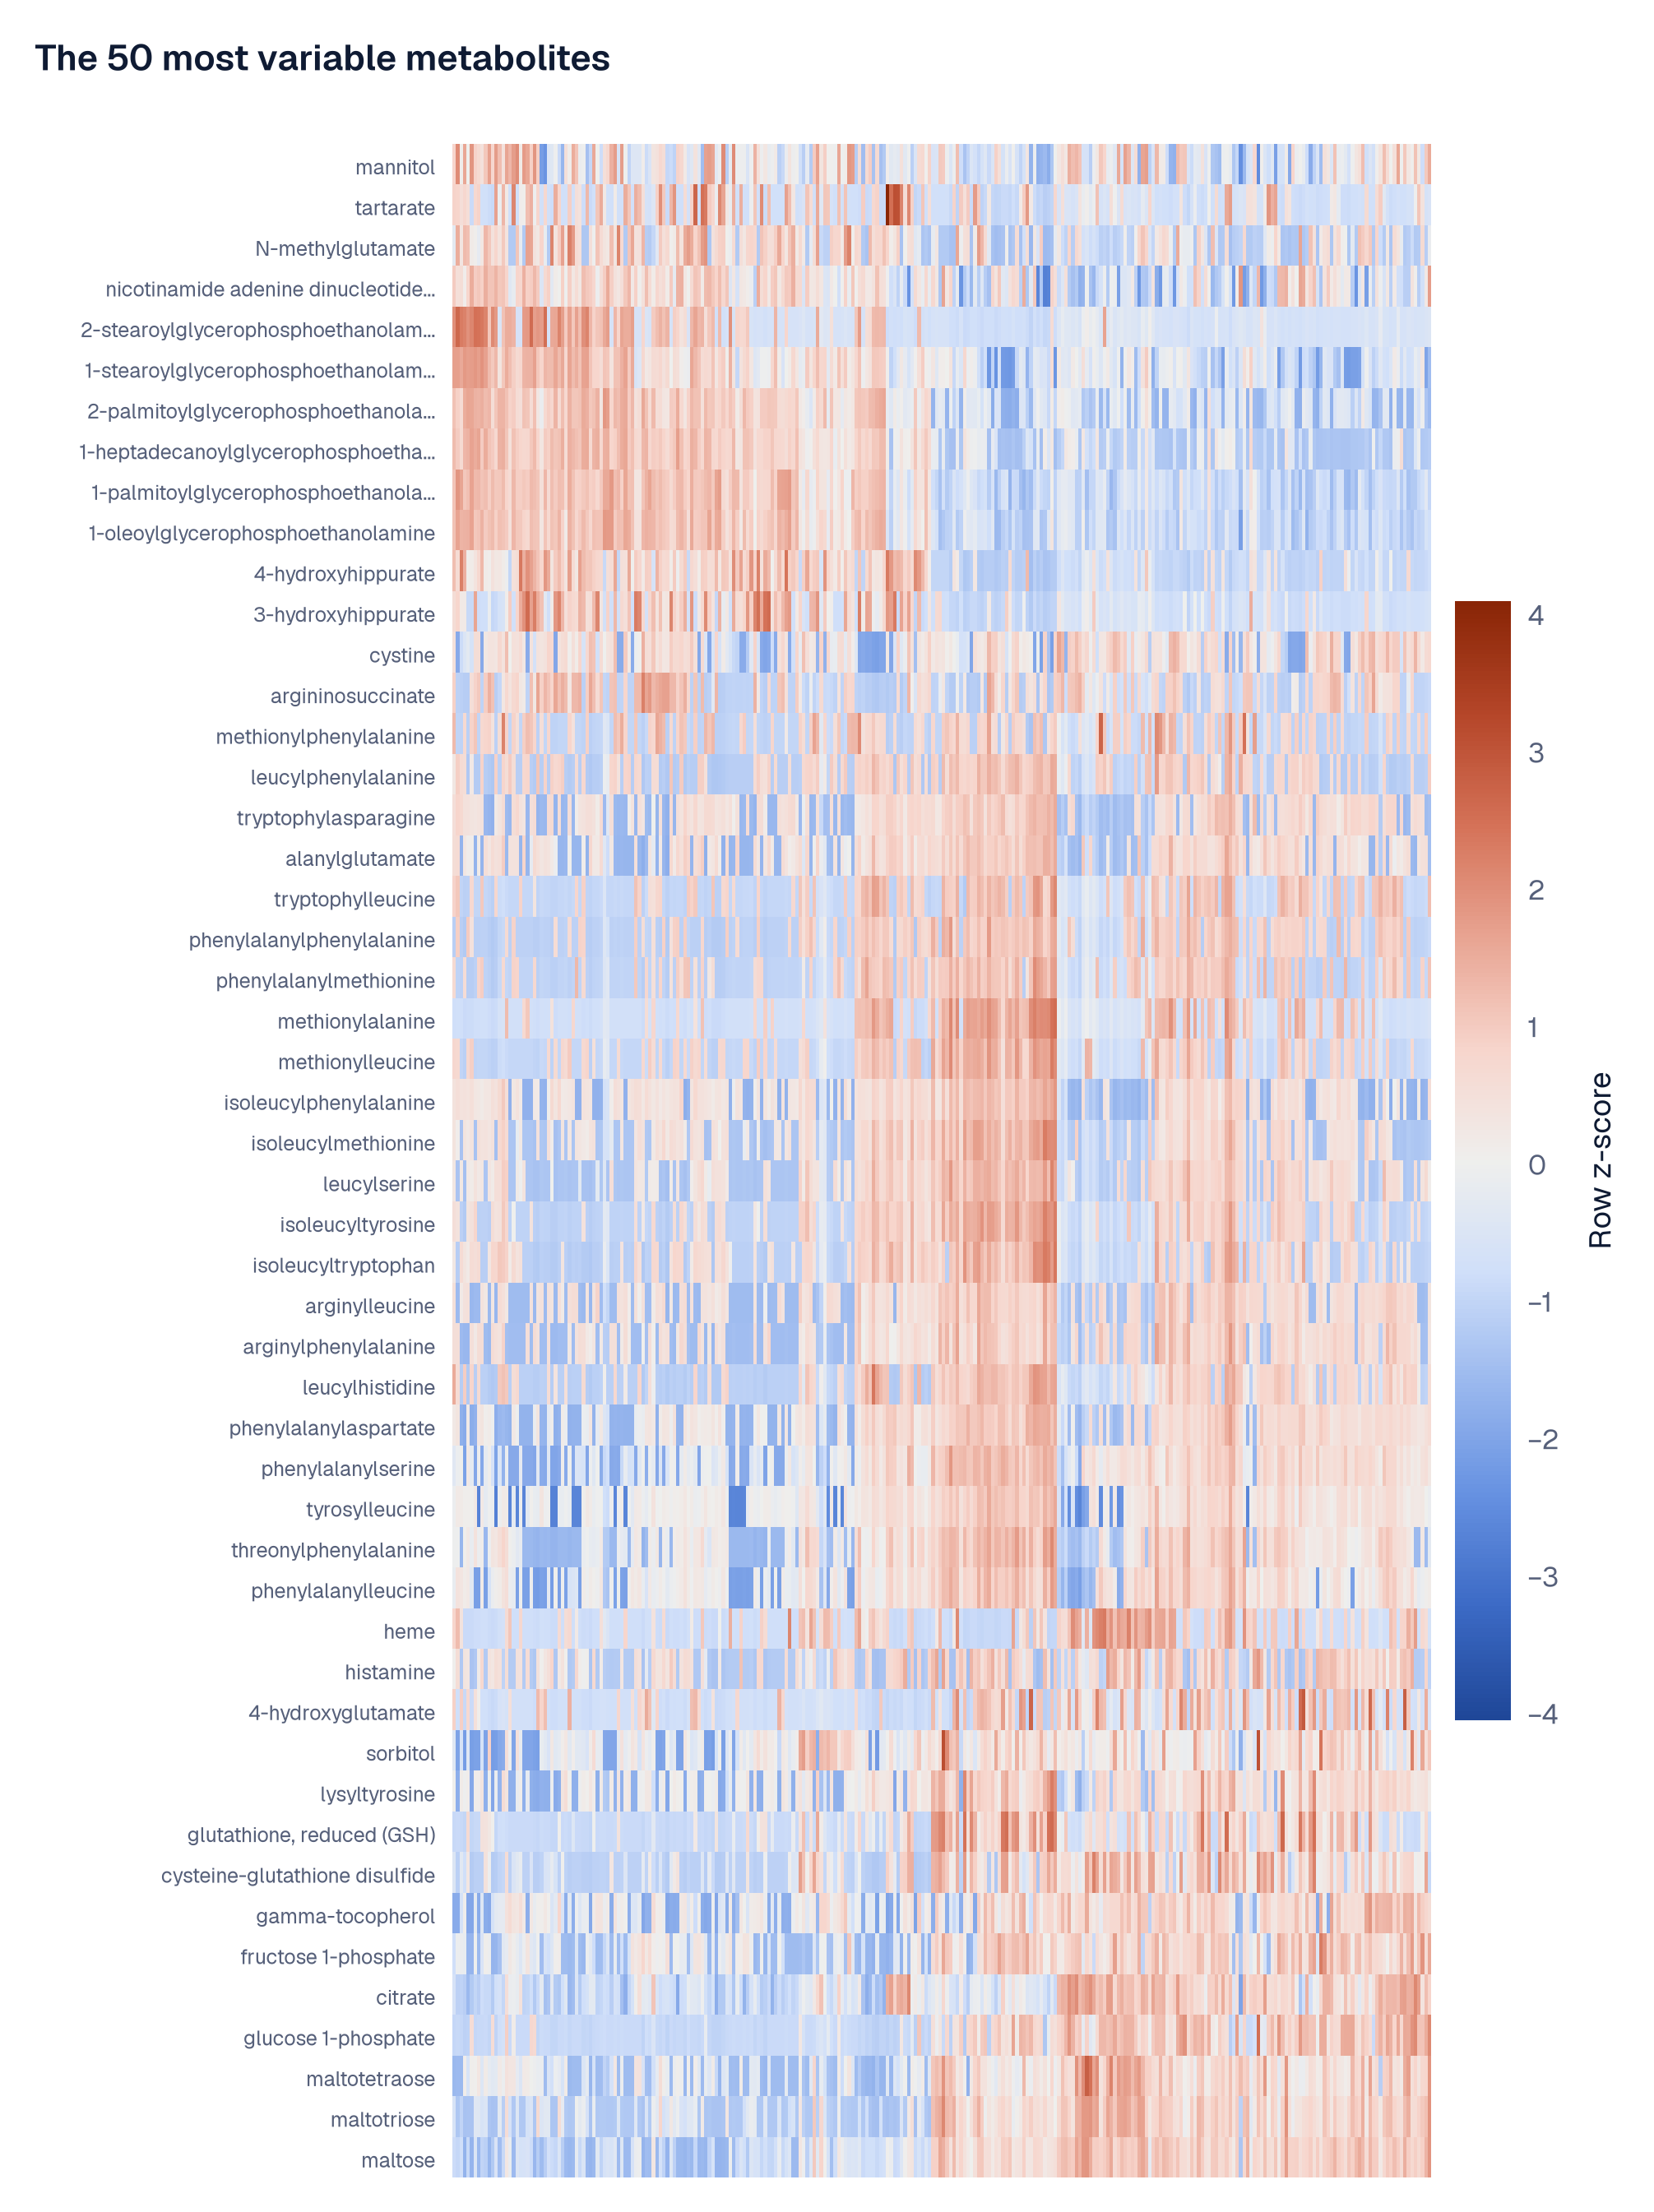 The 50 most variable metabolites
mannitol
tartarate
N-methylglutamate
nicotinamide adenine dinucleotide...
2-stearoylglycerophosphoethanolam...
1-stearoylglycerophosphoethanolam...
2-palmitoylglycerophosphoethanola...
1-heptadecanoylglycerophosphoetha...
1-palmitoylglycerophosphoethanola...
1-oleoylglycerophosphoethanolamine
4-hydroxyhippurate
3-hydroxyhippurate
cystine
argininosuccinate
methionylphenylalanine
leucylphenylalanine
tryptophylasparagine
alanylglutamate
tryptophylleucine
phenylalanylphenylalanine
phenylalanylmethionine
methionylalanine
methionylleucine
isoleucylphenylalanine
isoleucylmethionine
leucylserine
isoleucyltyrosine
isoleucyltryptophan
arginylleucine
arginylphenylalanine
leucylhistidine
phenylalanylaspartate
phenylalanylserine
tyrosylleucine
threonylphenylalanine
phenylalanylleucine
heme
histamine
4-hydroxyglutamate
sorbitol
lysyltyrosine
glutathione, reduced (GSH)
cysteine-glutathione disulfide
gamma-tocopherol
fructose 1-phosphate
citrate
glucose 1-phosphate
maltotetraose
maltotriose
maltose
4
3
2
1
0
−1
−2
−3
−4
Row z-score